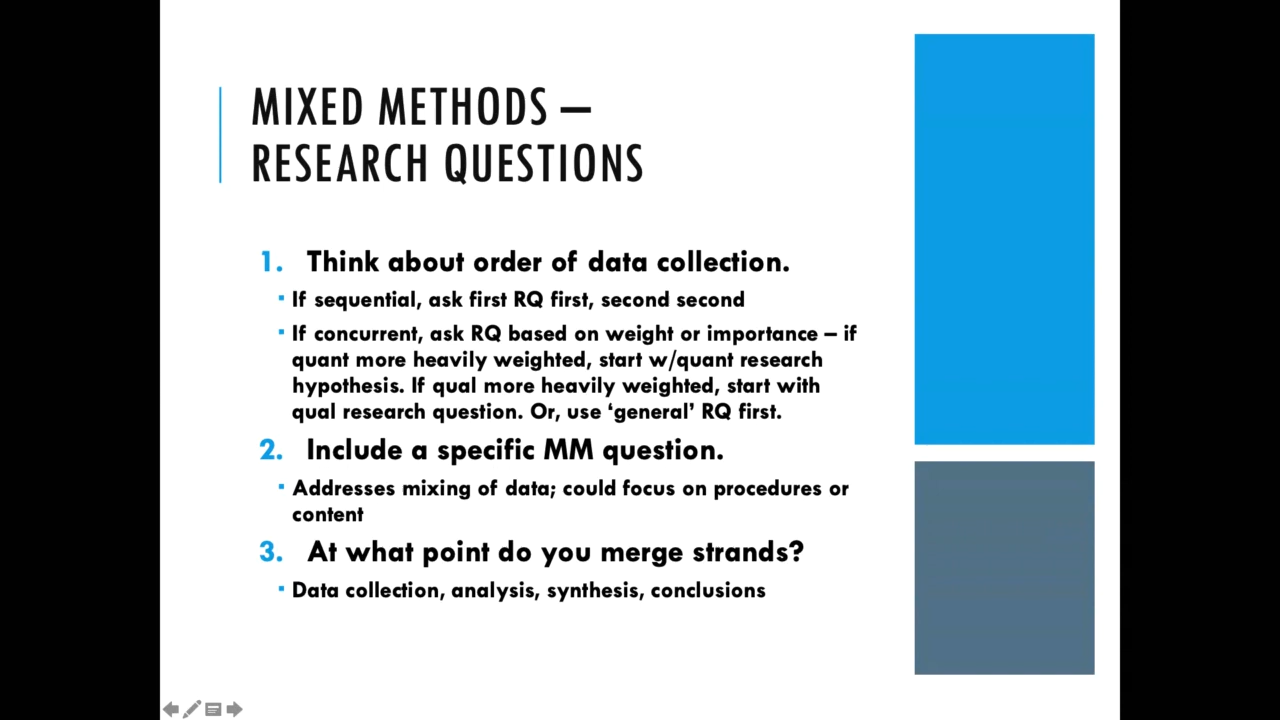 MIXED METHODS –
RESEARCH QUESTIONS
1. Think about order of data collection.
▪ If sequential, ask first RQ first, second second
▪ If concurrent, ask RQ based on weight or importance – if
quant more heavily weighted, start w/quant research
hypothesis. If qual more heavily weighted, start with
qual research question. Or, use ‘general’ RQ first.
2. Include a specific MM question.
▪ Addresses mixing of data; could focus on procedures or
content
3. At what point do you merge strands?
▪ Data collection, analysis, synthesis, conclusions